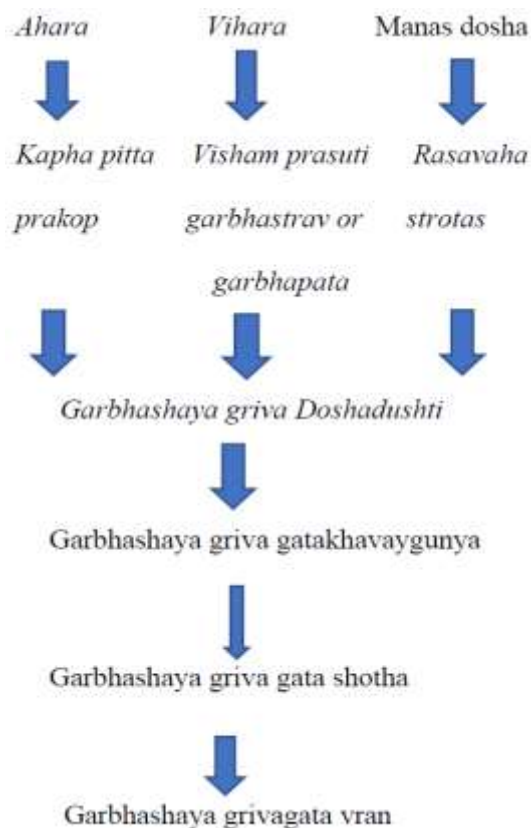 Ahara Vihara Manas dosha
Kapha pitta Visham prasuti Rasavaha
prakop garbhastrav or strotas
garbhapata
Garbhashaya griva Doshadushti
Garbhashaya griva gatakhavaygunya
Garbhashaya griva gata shotha
Garbhashaya grivagata vran